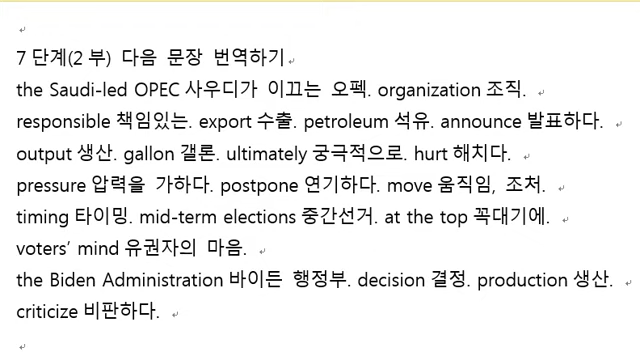 7 단계(2 부) 다음 문장 번역하기
the Saudi-led OPEC 사우디가 이끄는 오펙. organization 조직.
responsible 책임있는. export 수출. petroleum 석유. announce 발표하다.
output 생산. gallon 갤론. ultimately 궁극적으로. hurt 해치다.
pressure 압력을 가하다. postpone 연기하다. move 움직임, 조처.
timing 타이밍. mid-term elections 중간선거. at the top 꼭대기에.
voters’ mind 유권자의 마음.
the Biden Administration 바이든 행정부. decision 결정. production 생산.
criticize 비판하다.